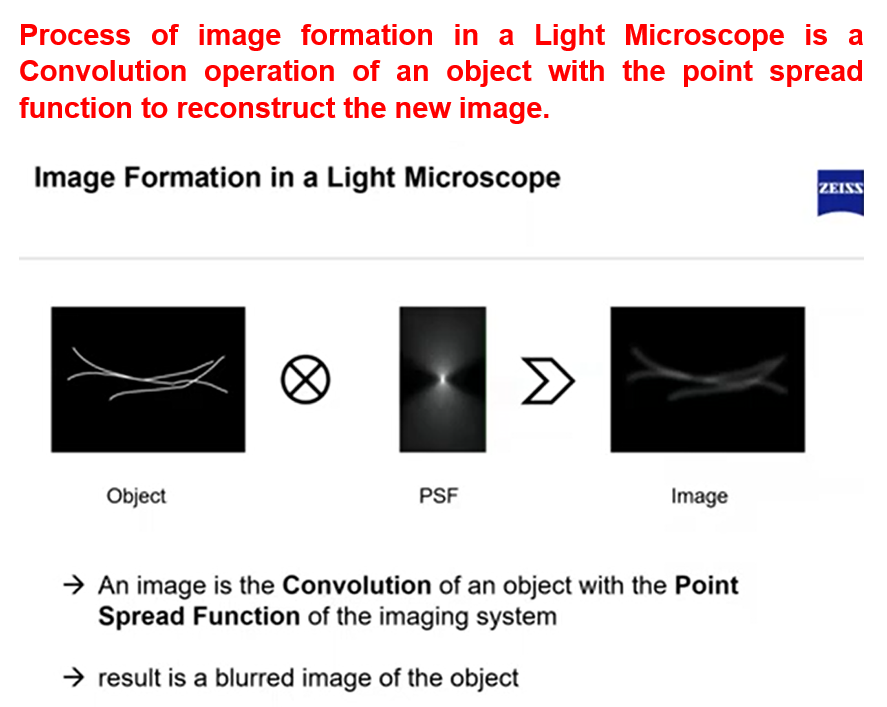 Process of image formation in a Light Microscope is a
Convolution operation of an object with the point spread
function to reconstruct the new image.
Image Formation in a Light Microscope
ZEISS
Object
PSF
Image
→ An image is the Convolution of an object with the Point
Spread Function of the imaging system
→ result is a blurred image of the object